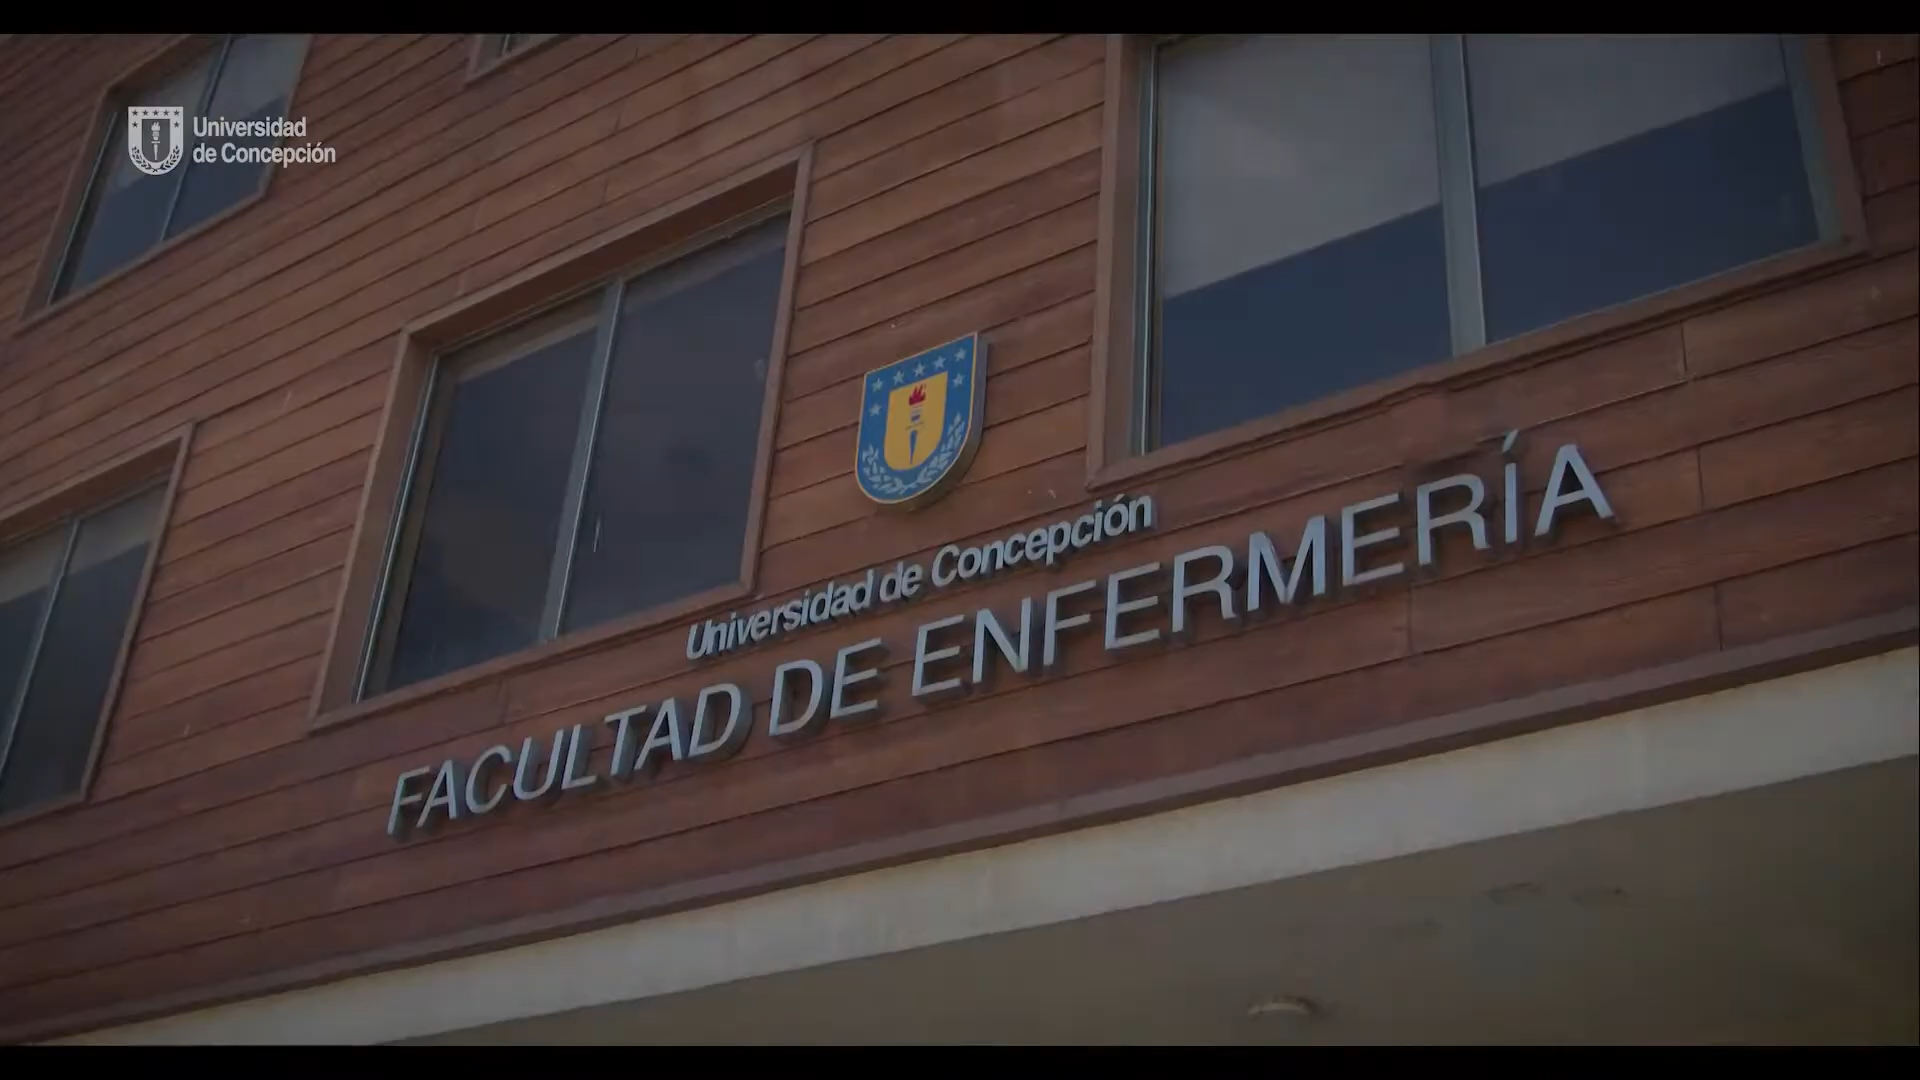 Universidad
de Concepción
Universidad de Concepción
FACULTAD DE ENFERMERÍA